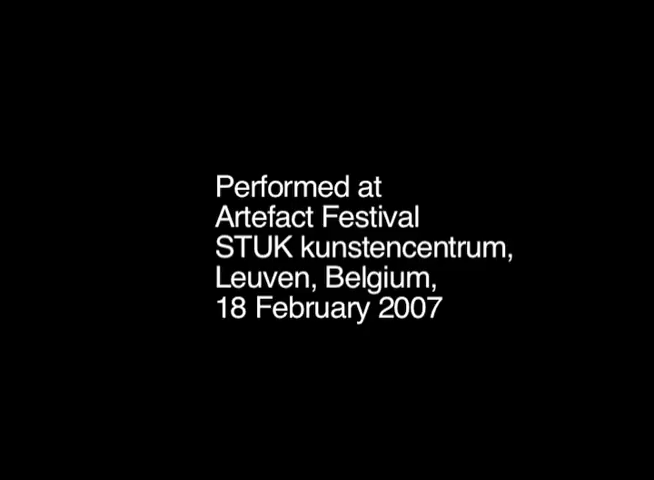 Performed at
Artefact Festival
STUK kunstencentrum,
Leuven, Belgium,
18 February 2007